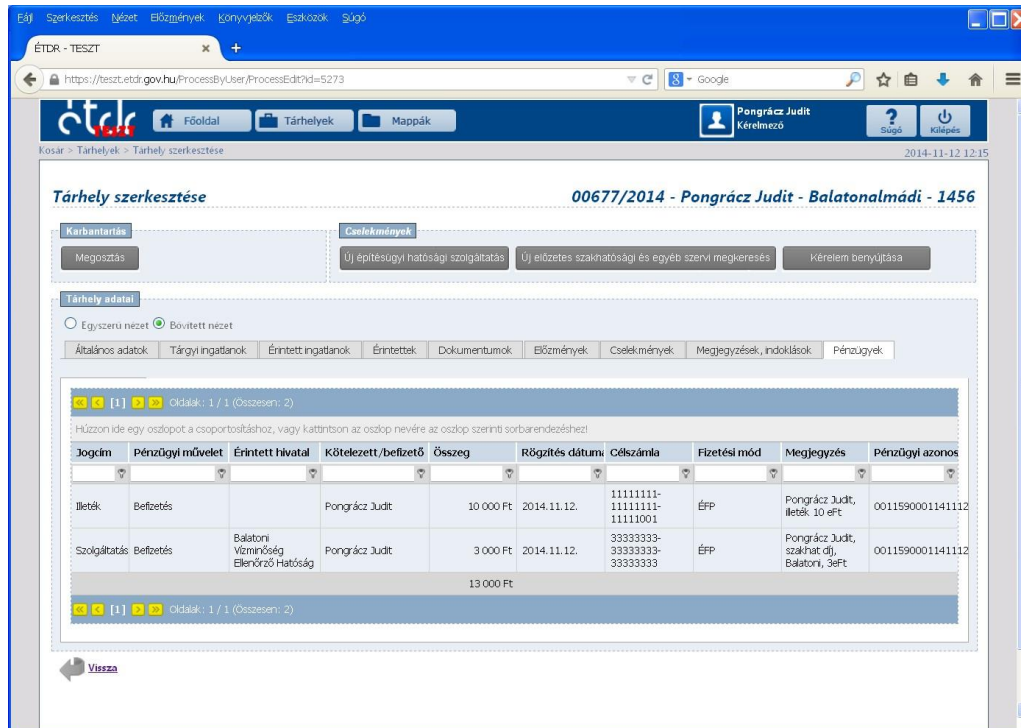 Fájl Szerkesztés Nézet Előzmények Könyvjelzők Eszközök Súgó
ÉTDR - TESZT × +
https://teszt.etdr.gov.hu/ProcessByUser/ProcessEdit?id=5273 Google
étdr TESZT Főoldal Tárhelyek Mappák Pongrácz Judit Kérelmező Súgó Kilépés
Kosár > Tárhelyek > Tárhely szerkesztése 2014-11-12 12:15
Tárhely szerkesztése 00677/2014 - Pongrácz Judit - Balatonalmádi - 1456
Karbantartás Cselekmények
Megosztás Új építésügyi hatósági szolgáltatás Új előzetes szakhatósági és egyéb szervi megkeresés Kérelem benyújtása
Tárhely adatai
Egyszerű nézet Bővített nézet
Általános adatok Tárgyi ingatlanok Érintett ingatlanok Érintettek Dokumentumok Előzmények Cselekmények Megjegyzések, indoklások Pénzügyek
[1] Oldalak: 1 / 1 (Összesen: 2)
Húzzon ide egy oszlopot a csoportosításhoz, vagy kattintson az oszlop nevére az oszlop szerinti sorbarendezéshez!
Jogcím Pénzügyi művelet Érintett hivatal Kötelezett/befizető Összeg Rögzítés dátuma Célszámla Fizetési mód Megjegyzés Pénzügyi azonos
Illeték Befizetés Pongrácz Judit 10 000 Ft 2014.11.12. 11111111-11111111-11111001 ÉFP Pongrácz Judit, illeték 10 eFt 0011590001141112
Szolgáltatás Befizetés Balatoni Vízminőség Ellenőrző Hatóság Pongrácz Judit 3 000 Ft 2014.11.12. 33333333-33333333-33333333 ÉFP Pongrácz Judit, szakhat díj, Balatoni, 3eFt 0011590001141112
13 000 Ft
[1] Oldalak: 1 / 1 (Összesen: 2)
Vissza